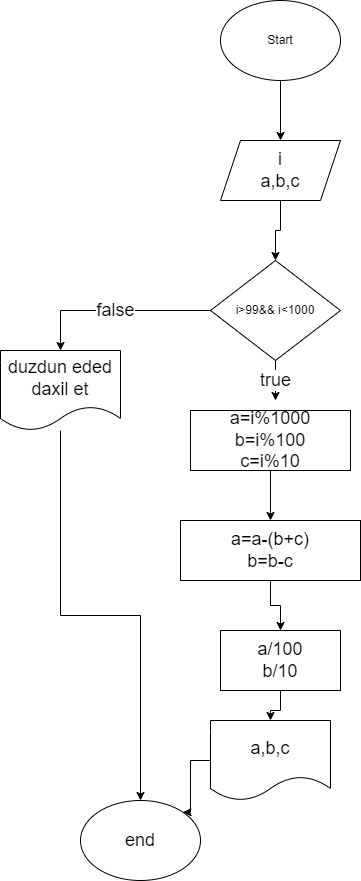 Start
i
a,b,c
i>99&& i<1000
false
duzdun eded
daxil et
true
a=i%1000
b=i%100
c=i%10
a=a-(b+c)
b=b-c
a/100
b/10
a,b,c
end